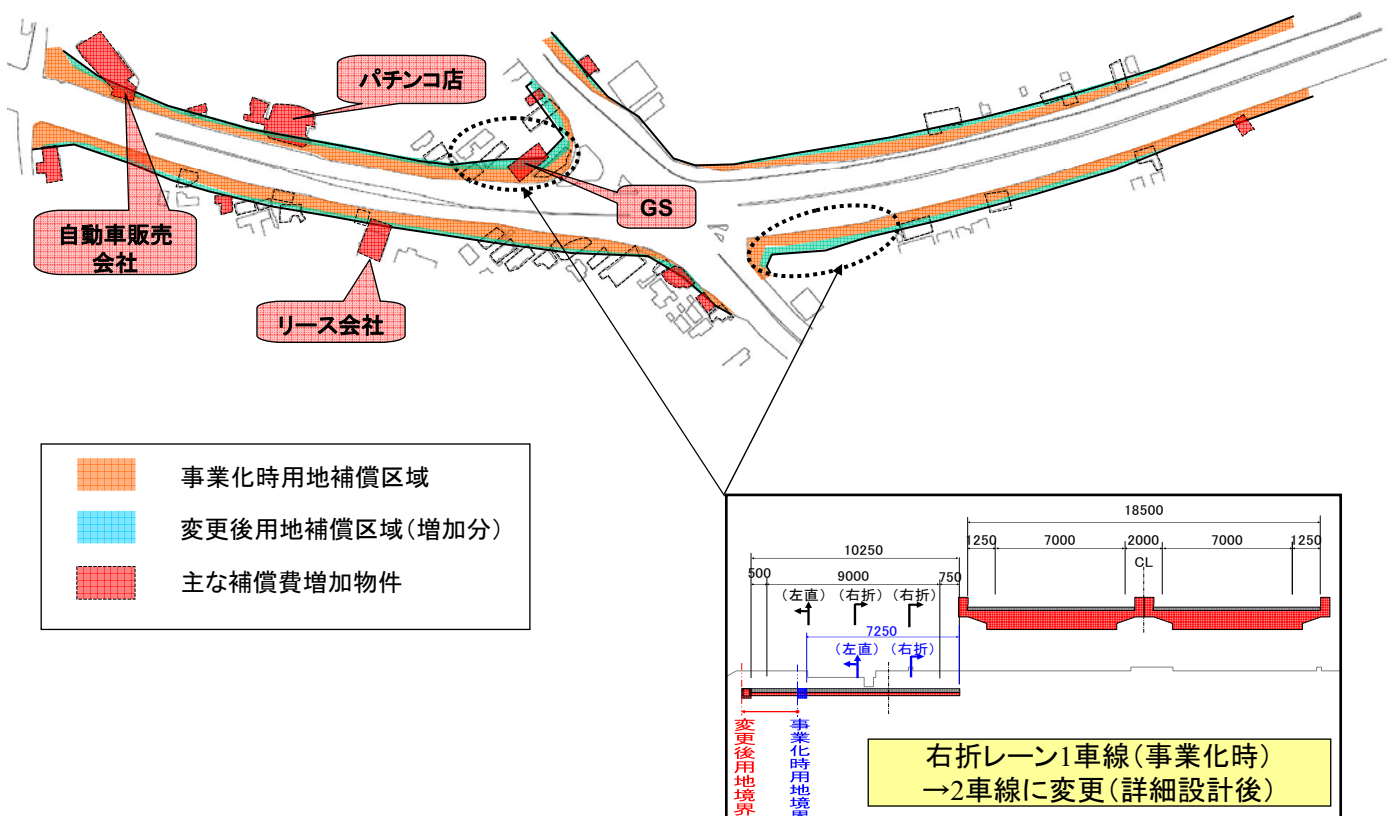 パチンコ店
GS
自動車販売
会社
リース会社
事業化時用地補償区域
変更後用地補償区域(増加分)
主な補償費増加物件
18500
1250 7000 2000 7000 1250
CL
10250
500 9000 750
(左直) (右折) (右折)
7250
(左直) (右折)
変更後用地境界
事業化時用地境界
右折レーン1車線(事業化時)
→2車線に変更(詳細設計後)